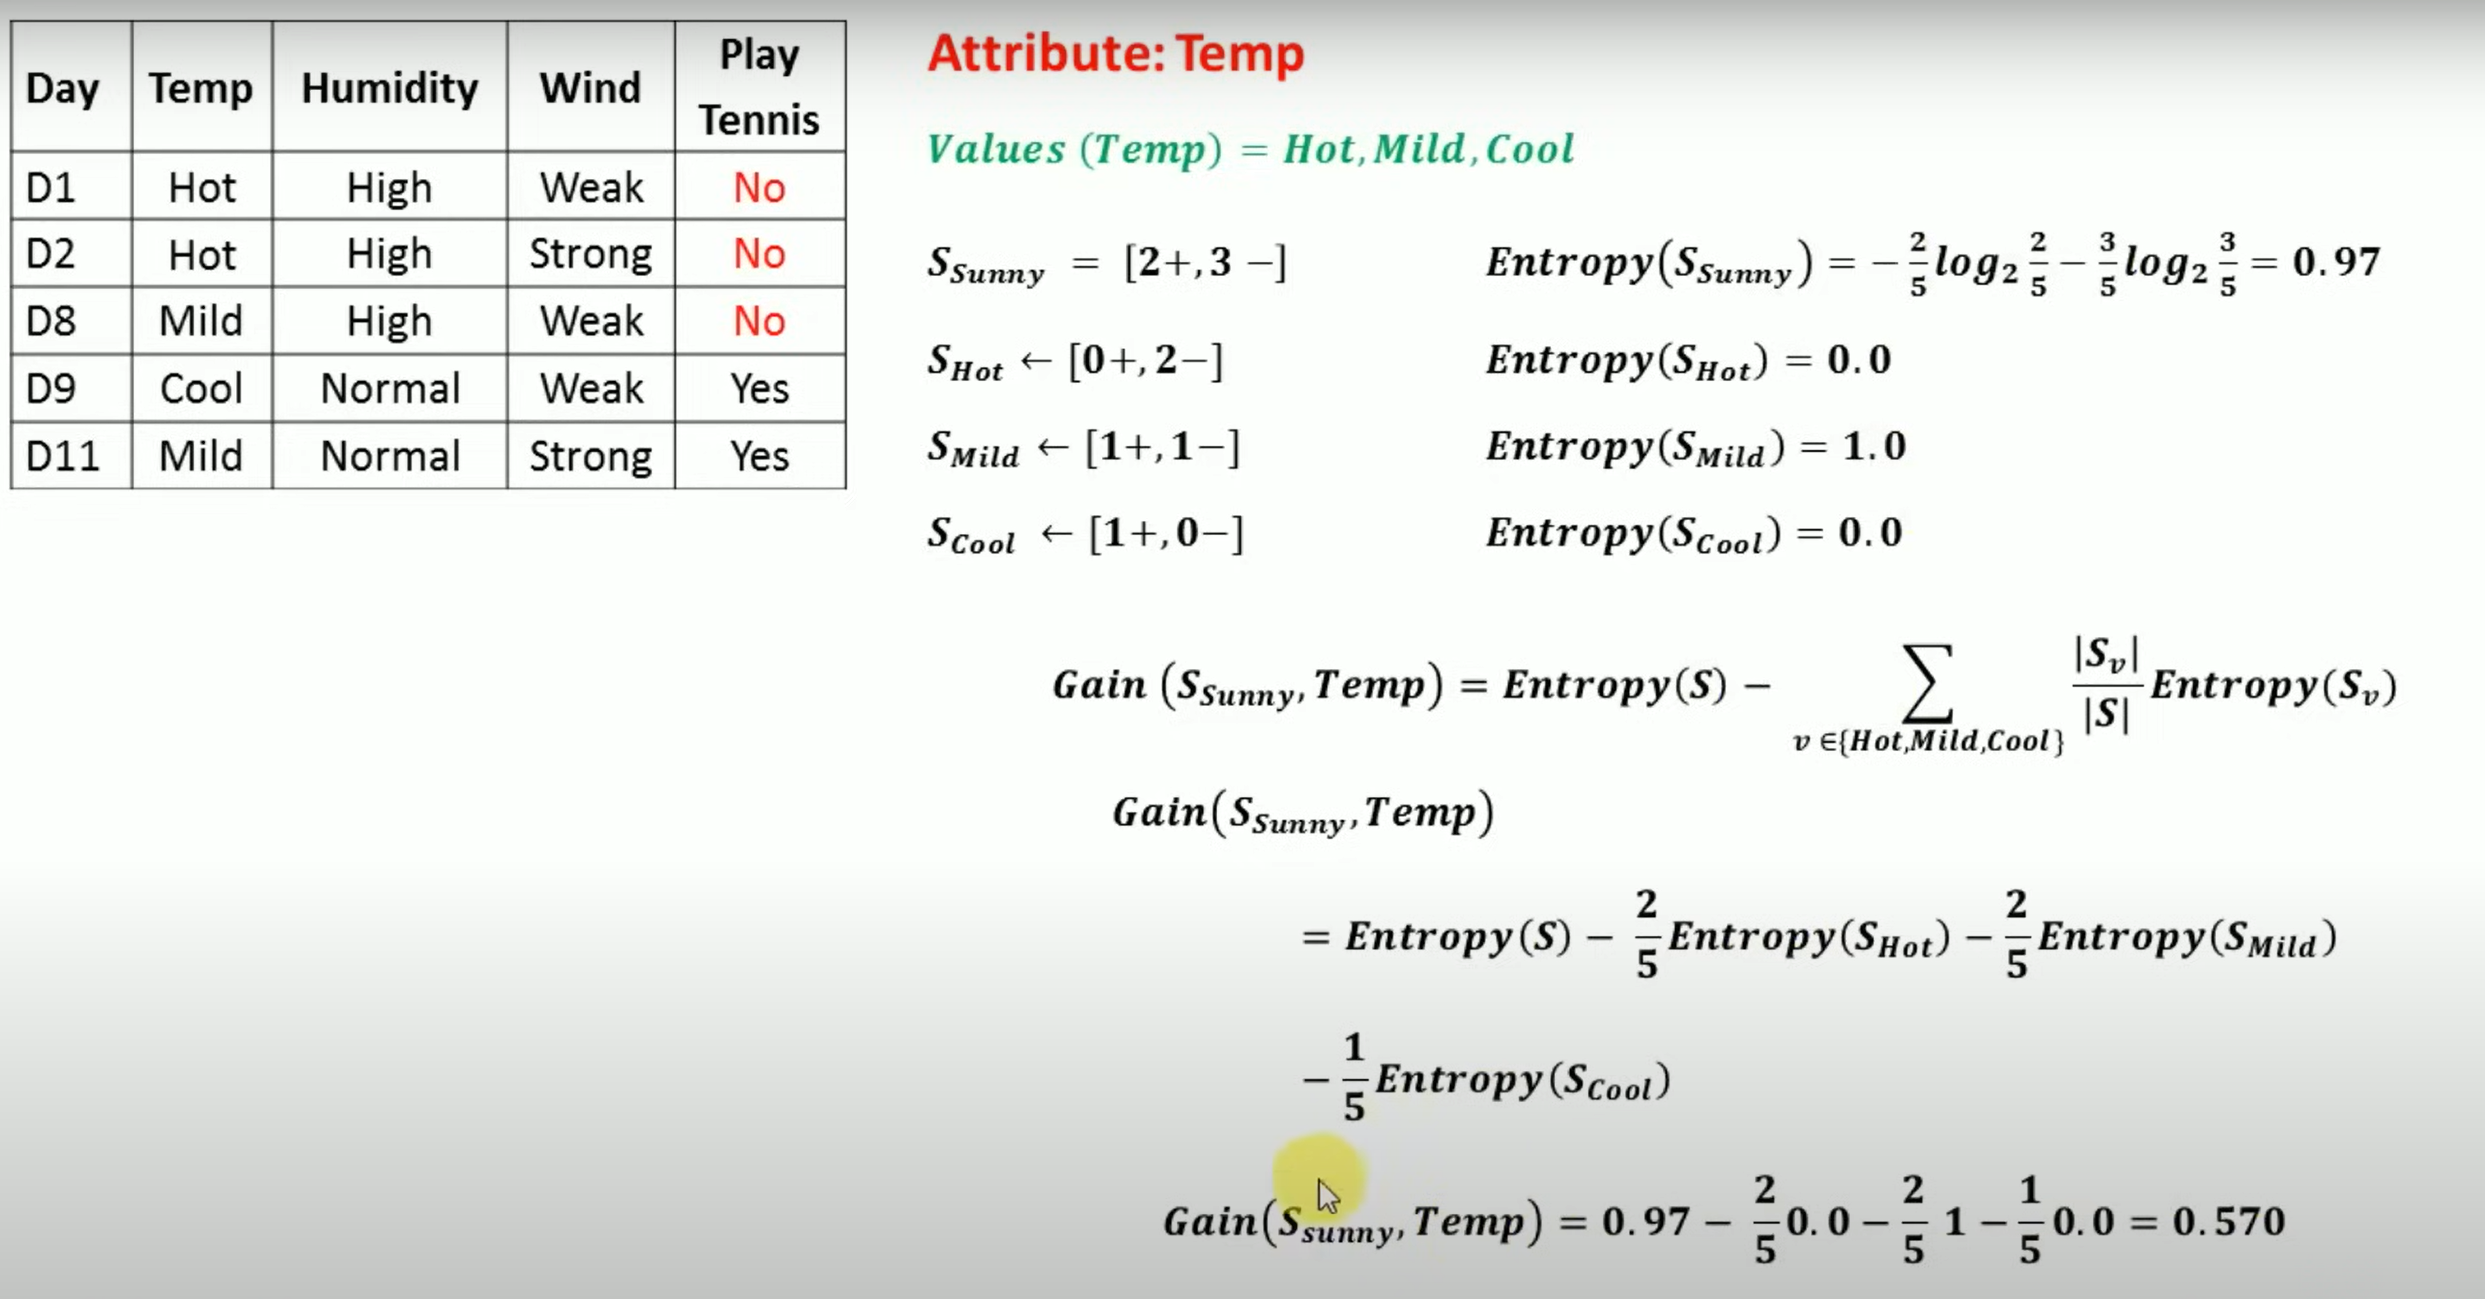 Day Temp Humidity Wind Play Tennis
D1 Hot High Weak No
D2 Hot High Strong No
D8 Mild High Weak No
D9 Cool Normal Weak Yes
D11 Mild Normal Strong Yes
Attribute: Temp
Values (Temp) = Hot, Mild, Cool
S_Sunny = [2+, 3 −] Entropy(S_Sunny) = − 2/5 log₂ 2/5 − 3/5 log₂ 3/5 = 0.97
S_Hot ← [0+, 2−] Entropy(S_Hot) = 0.0
S_Mild ← [1+, 1−] Entropy(S_Mild) = 1.0
S_Cool ← [1+, 0−] Entropy(S_Cool) = 0.0
Gain (S_Sunny, Temp) = Entropy(S) − ∑ v ∈{Hot,Mild,Cool} |S_v|/|S| Entropy(S_v)
Gain(S_Sunny, Temp)
= Entropy(S) − 2/5 Entropy(S_Hot) − 2/5 Entropy(S_Mild)
− 1/5 Entropy(S_Cool)
Gain(S_sunny, Temp) = 0.97 − 2/5 0.0 − 2/5 1 − 1/5 0.0 = 0.570